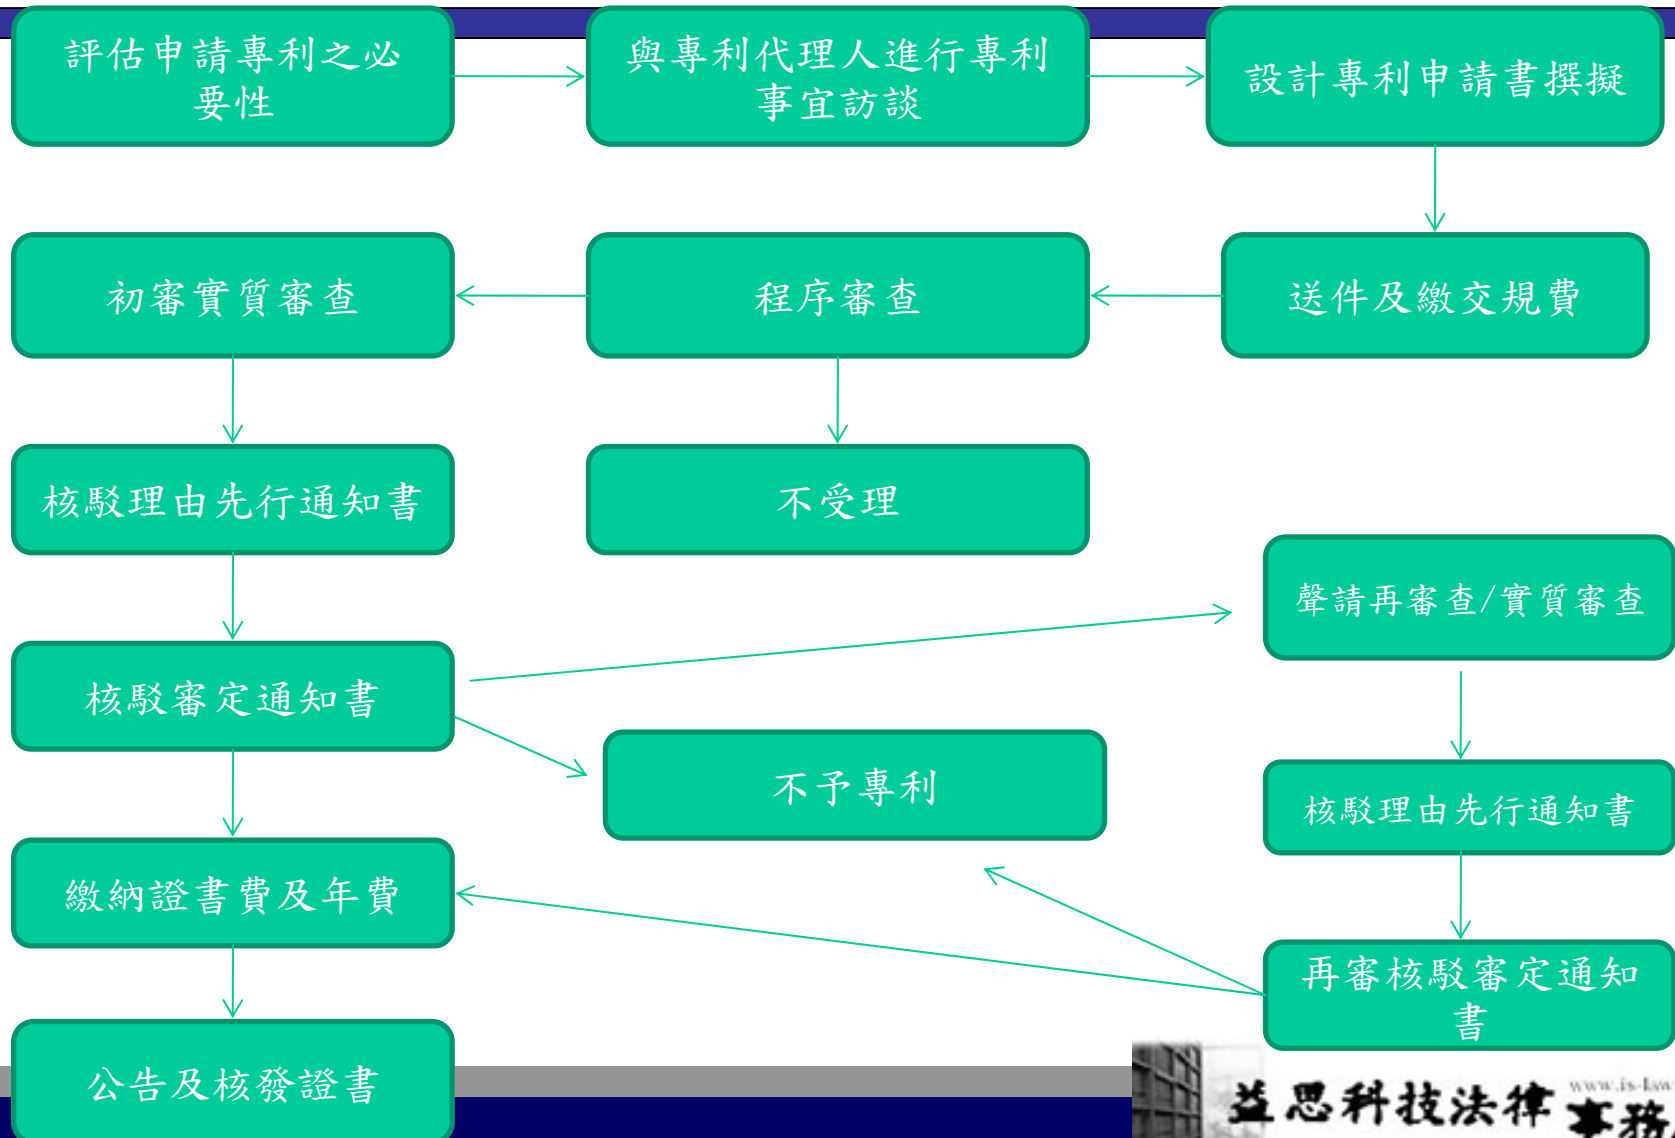 評估申請專利之必
要性
與專利代理人進行專利
事宜訪談
設計專利申請書撰擬
初審實質審查
程序審查
送件及繳交規費
核駁理由先行通知書
不受理
聲請再審查/實質審查
核駁審定通知書
不予專利
核駁理由先行通知書
繳納證書費及年費
再審核駁審定通知
書
公告及核發證書
益思科技法律
www.is-law
事務